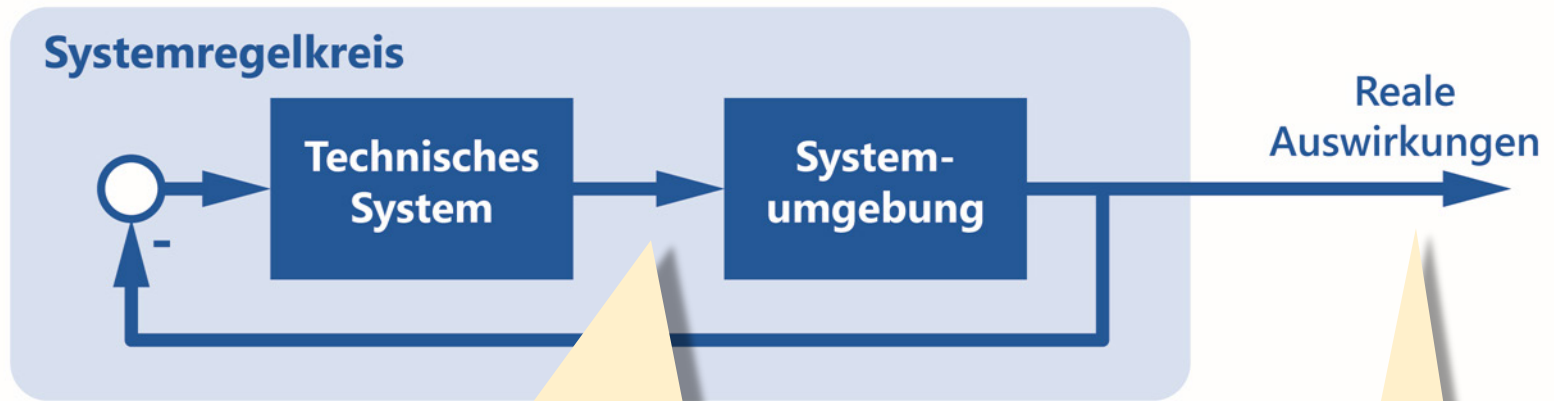 Systemregelkreis
Technisches
System
-
System-
umgebung
Reale
Auswirkungen